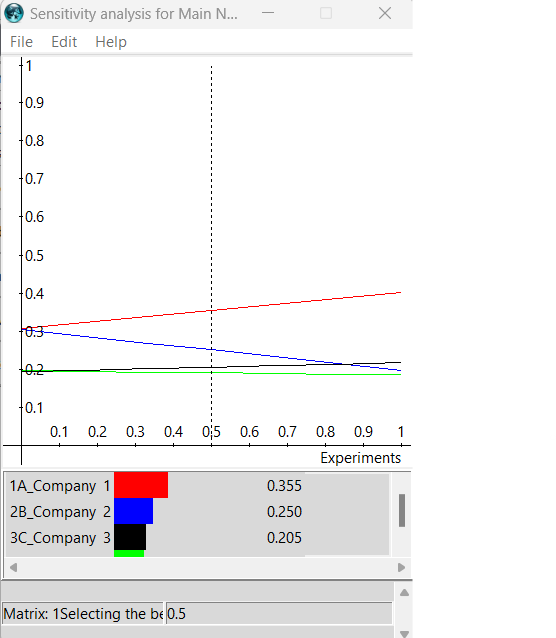 Sensitivity analysis for Main N...
File Edit Help
1
0.9
0.8
0.7
0.6
0.5
0.4
0.3
0.2
0.1
0.1 0.2 0.3 0.4 0.5 0.6 0.7 0.8 0.9 1
Experiments
1A_Company 1 0.355
2B_Company 2 0.250
3C_Company 3 0.205
Matrix: 1Selecting the be 0.5